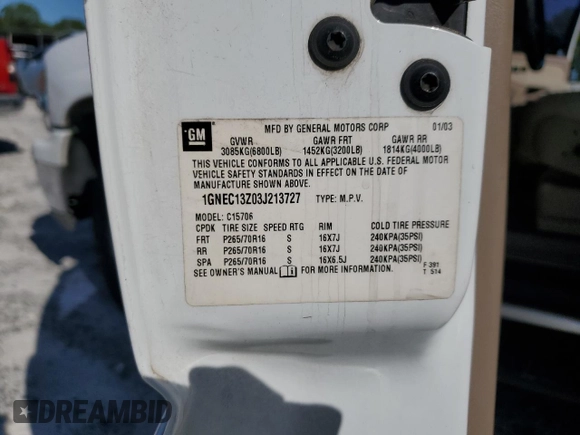 GM
MFD BY GENERAL MOTORS CORP 01/03
GVWR GAWR FRT GAWR RR
3085KG(6800LB) 1452KG(3200LB) 1814KG(4000LB)
THIS VEHICLE CONFORMS TO ALL APPLICABLE U.S. FEDERAL MOTOR
VEHICLE SAFETY STANDARDS IN EFFECT ON THE DATE OF
MANUFACTURE SHOWN ABOVE.
1GNEC13Z03J213727 TYPE: M.P.V.
MODEL: C15706
CPDK TIRE SIZE SPEED RTG RIM COLD TIRE PRESSURE
FRT P265/70R16 S 16X7J 240KPA(35PSI)
RR P265/70R16 S 16X7J 240KPA(35PSI)
SPA P265/70R16 S 16X6.5J 240KPA(35PSI)
SEE OWNER'S MANUAL FOR MORE INFORMATION. F 391
T 514
DREAMBID